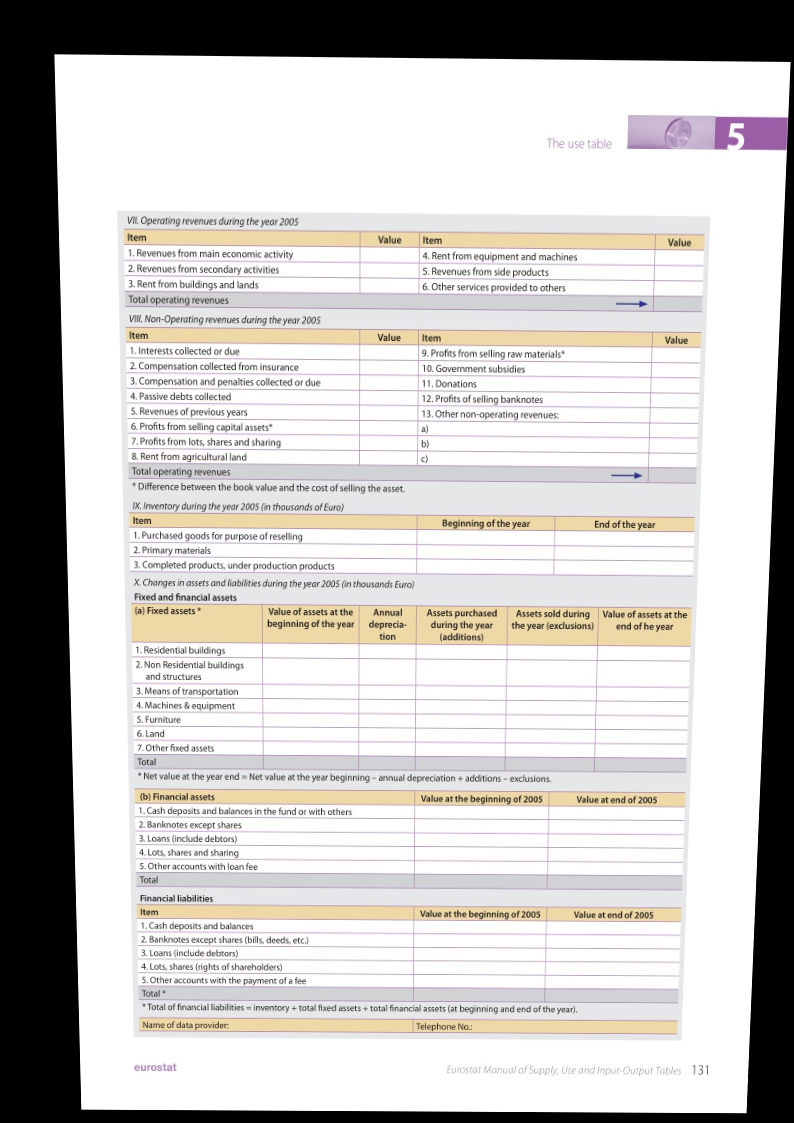 The use table
5
VII. Operating revenues during the year 2005
Item Value Item Value
1. Revenues from main economic activity 4. Rent from equipment and machines
2. Revenues from secondary activities 5. Revenues from side products
3. Rent from buildings and lands 6. Other services provided to others
Total operating revenues
VIII. Non-Operating revenues during the year 2005
Item Value Item Value
1. Interests collected or due 9. Profits from selling raw materials*
2. Compensation collected from insurance 10. Government subsidies
3. Compensation and penalties collected or due 11. Donations
4. Passive debts collected 12. Profits of selling banknotes
5. Revenues of previous years 13. Other non-operating revenues:
6. Profits from selling capital assets* a)
7. Profits from lots, shares and sharing b)
8. Rent from agricultural land c)
Total operating revenues
* Difference between the book value and the cost of selling the asset.
IX. Inventory during the year 2005 (in thousands of Euro)
Item Beginning of the year End of the year
1. Purchased goods for purpose of reselling
2. Primary materials
3. Completed products, under production products
X. Changes in assets and liabilities during the year 2005 (in thousands Euro)
Fixed and financial assets
(a) Fixed assets * Value of assets at the Annual Assets purchased Assets sold during Value of assets at the
beginning of the year deprecia- during the year the year (exclusions) end of he year
tion (additions)
1. Residential buildings
2. Non Residential buildings
and structures
3. Means of transportation
4. Machines & equipment
5. Furniture
6. Land
7. Other fixed assets
Total
* Net value at the year end = Net value at the year beginning – annual depreciation + additions – exclusions.
(b) Financial assets Value at the beginning of 2005 Value at end of 2005
1. Cash deposits and balances in the fund or with others
2. Banknotes except shares
3. Loans (include debtors)
4. Lots, shares and sharing
5. Other accounts with loan fee
Total
Financial liabilities
Item Value at the beginning of 2005 Value at end of 2005
1. Cash deposits and balances
2. Banknotes except shares (bills, deeds, etc.)
3. Loans (include debtors)
4. Lots, shares (rights of shareholders)
5. Other accounts with the payment of a fee
Total *
* Total of financial liabilities = inventory + total fixed assets + total financial assets (at beginning and end of the year).
Name of data provider: Telephone No.:
eurostat Eurostat Manual of Supply, Use and Input-Output Tables 131